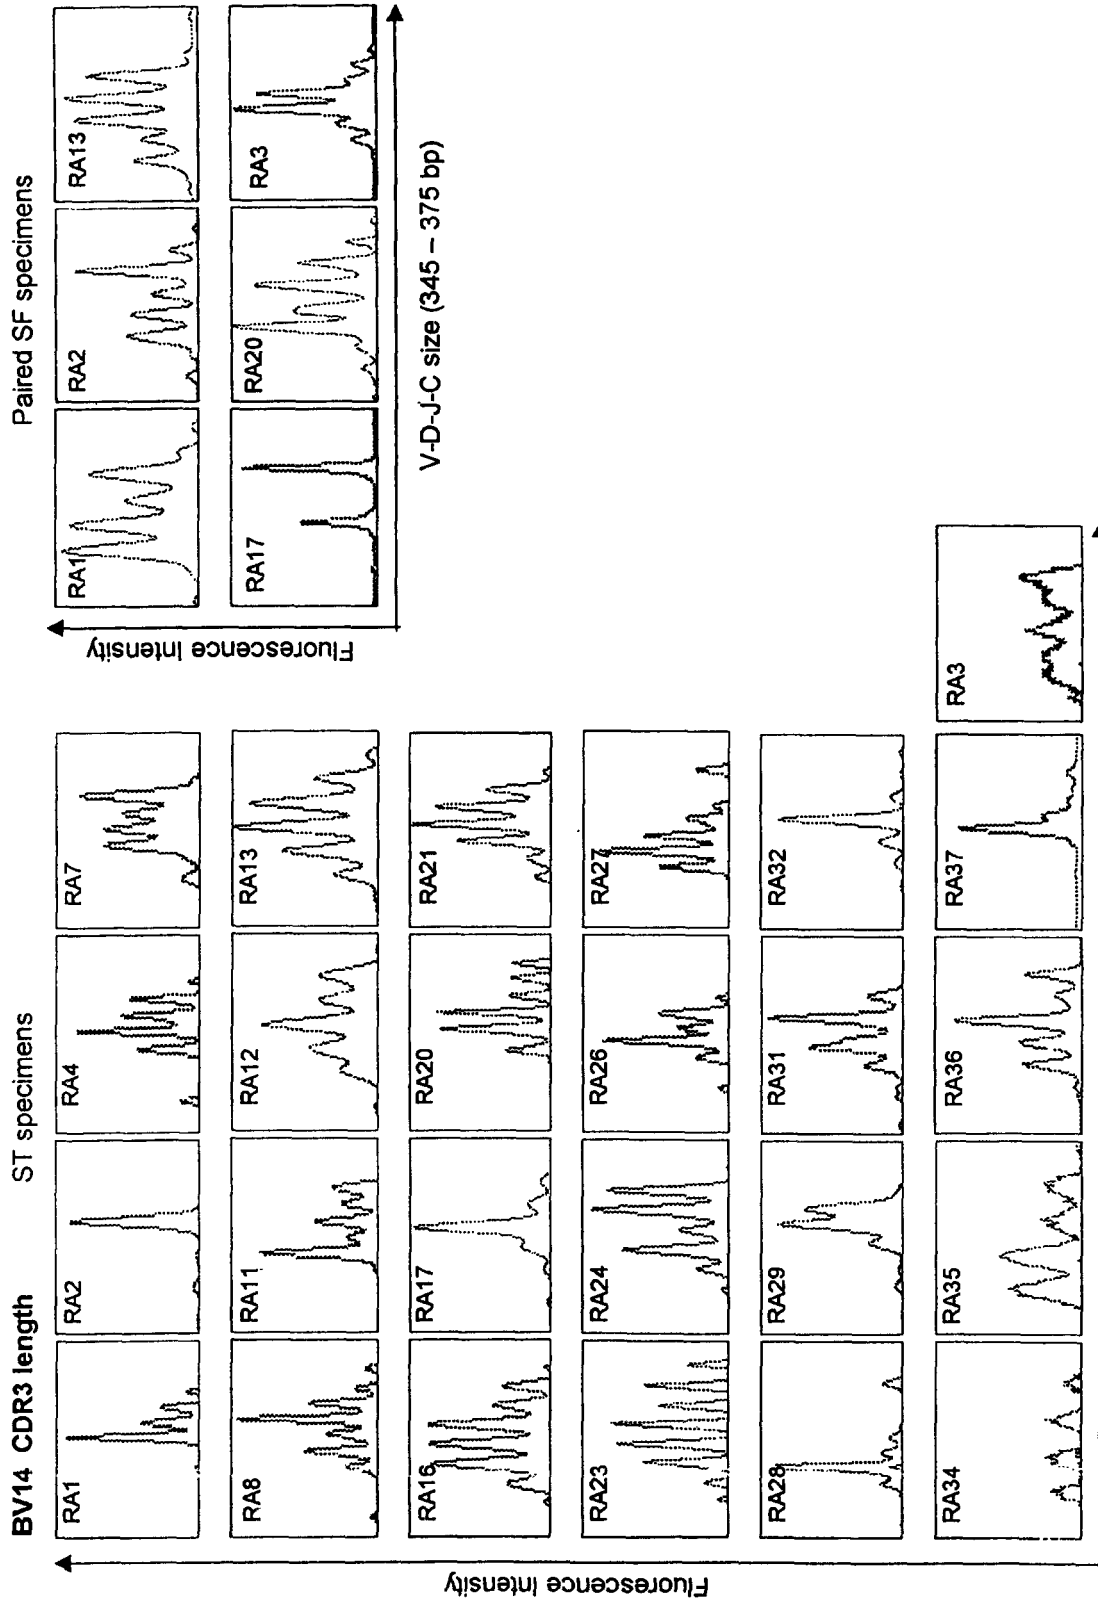 BV14 CDR3 length
ST specimens
RA1
RA2
RA4
RA7
RA8
RA11
RA12
RA13
RA16
RA17
RA20
RA21
RA23
RA24
RA26
RA27
RA28
RA29
RA31
RA32
RA34
RA35
RA36
RA37
RA3
Fluorescence Intensity
Paired SF specimens
RA1
RA2
RA13
RA17
RA20
RA3
Fluorescence Intensity
V-D-J-C size (345 – 375 bp)